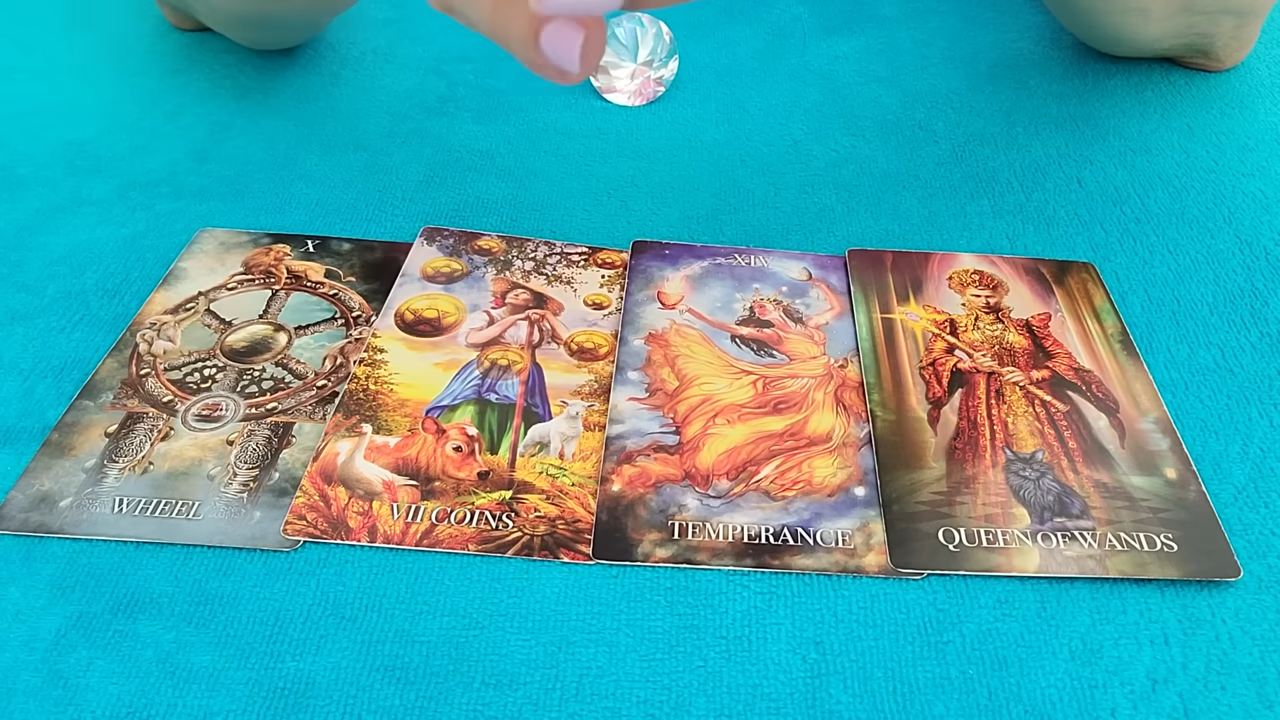 X
WHEEL
VII COINS
XIV
TEMPERANCE
QUEEN OF WANDS